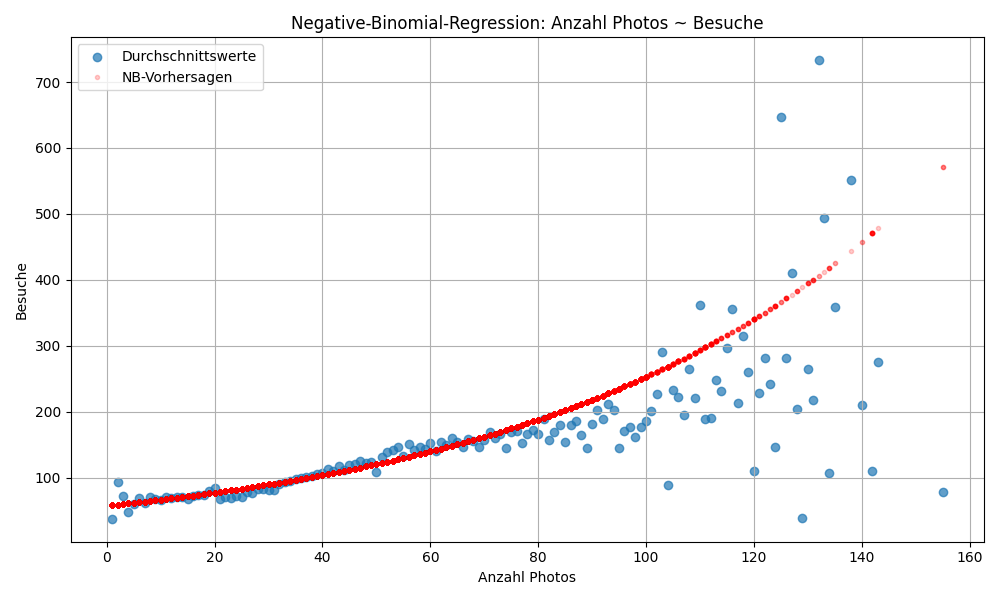 Negative-Binomial-Regression: Anzahl Photos ~ Besuche
Durchschnittswerte
NB-Vorhersagen
700
600
500
400
300
200
100
Besuche
0 20 40 60 80 100 120 140 160
Anzahl Photos